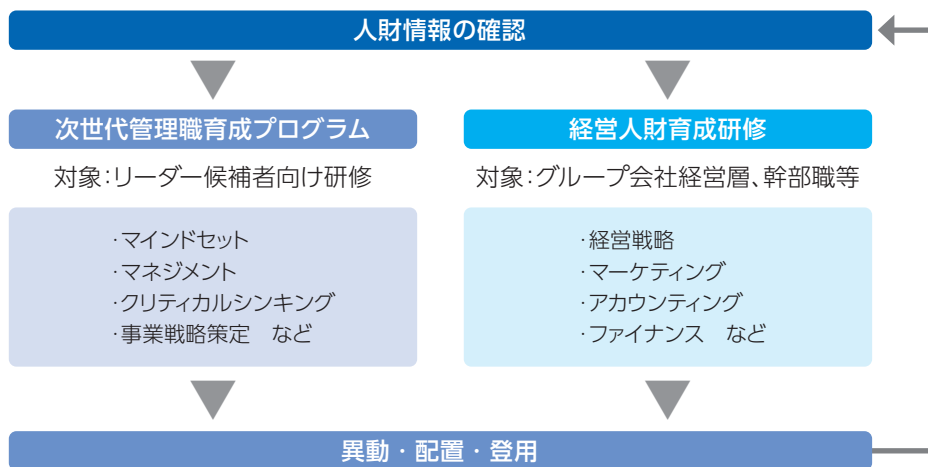 人財情報の確認
次世代管理職育成プログラム
対象:リーダー候補者向け研修
・マインドセット
・マネジメント
・クリティカルシンキング
・事業戦略策定　など
経営人財育成研修
対象:グループ会社経営層、幹部職等
・経営戦略
・マーケティング
・アカウンティング
・ファイナンス　など
異動・配置・登用